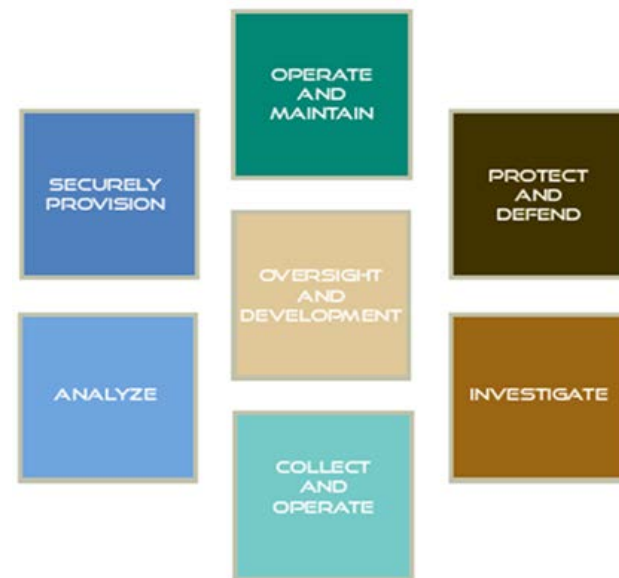 OPERATE
AND
MAINTAIN
SECURELY
PROVISION
PROTECT
AND
DEFEND
OVERSIGHT
AND
DEVELOPMENT
ANALYZE
INVESTIGATE
COLLECT
AND
OPERATE